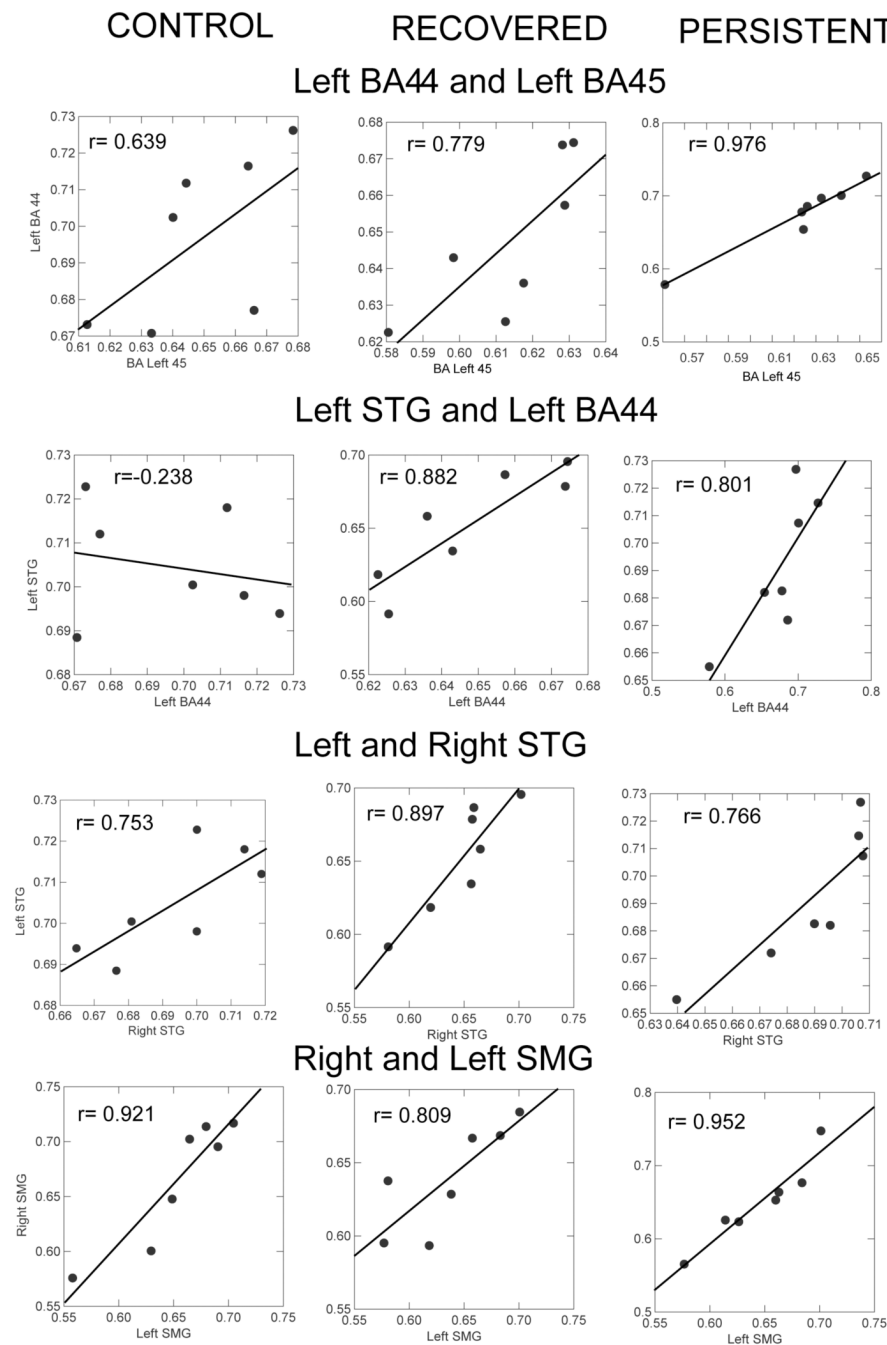 CONTROL RECOVERED PERSISTENT
Left BA44 and Left BA45
r= 0.639 r= 0.779 r= 0.976
Left BA 44
0.73 0.72 0.71 0.70 0.69 0.68 0.67
0.61 0.62 0.63 0.64 0.65 0.66 0.67 0.68
BA Left 45
0.68 0.67 0.66 0.65 0.64 0.63 0.62
0.58 0.59 0.60 0.61 0.62 0.63 0.64
BA Left 45
0.8 0.7 0.6 0.5
0.57 0.59 0.61 0.63 0.65
BA Left 45
Left STG and Left BA44
r=-0.238 r= 0.882 r= 0.801
Left STG
0.73 0.72 0.71 0.70 0.69 0.68
0.67 0.68 0.69 0.70 0.71 0.72 0.73
Left BA44
0.70 0.65 0.60 0.55
0.62 0.63 0.64 0.65 0.66 0.67 0.68
Left BA44
0.73 0.72 0.71 0.70 0.69 0.68 0.67 0.66 0.65
0.5 0.6 0.7 0.8
Left BA44
Left and Right STG
r= 0.753 r= 0.897 r= 0.766
Left STG
0.73 0.72 0.71 0.70 0.69 0.68
0.66 0.67 0.68 0.69 0.70 0.71 0.72
Right STG
0.70 0.65 0.60 0.55
0.55 0.60 0.65 0.70 0.75
Right STG
0.73 0.72 0.71 0.70 0.69 0.68 0.67 0.66 0.65
0.63 0.64 0.65 0.66 0.67 0.68 0.69 0.70 0.71
Right STG
Right and Left SMG
r= 0.921 r= 0.809 r= 0.952
Right SMG
0.75 0.70 0.65 0.60 0.55
0.55 0.60 0.65 0.70 0.75
Left SMG
0.70 0.65 0.60 0.55
0.55 0.60 0.65 0.70 0.75
Left SMG
0.8 0.7 0.6 0.5
0.55 0.60 0.65 0.70 0.75
Left SMG